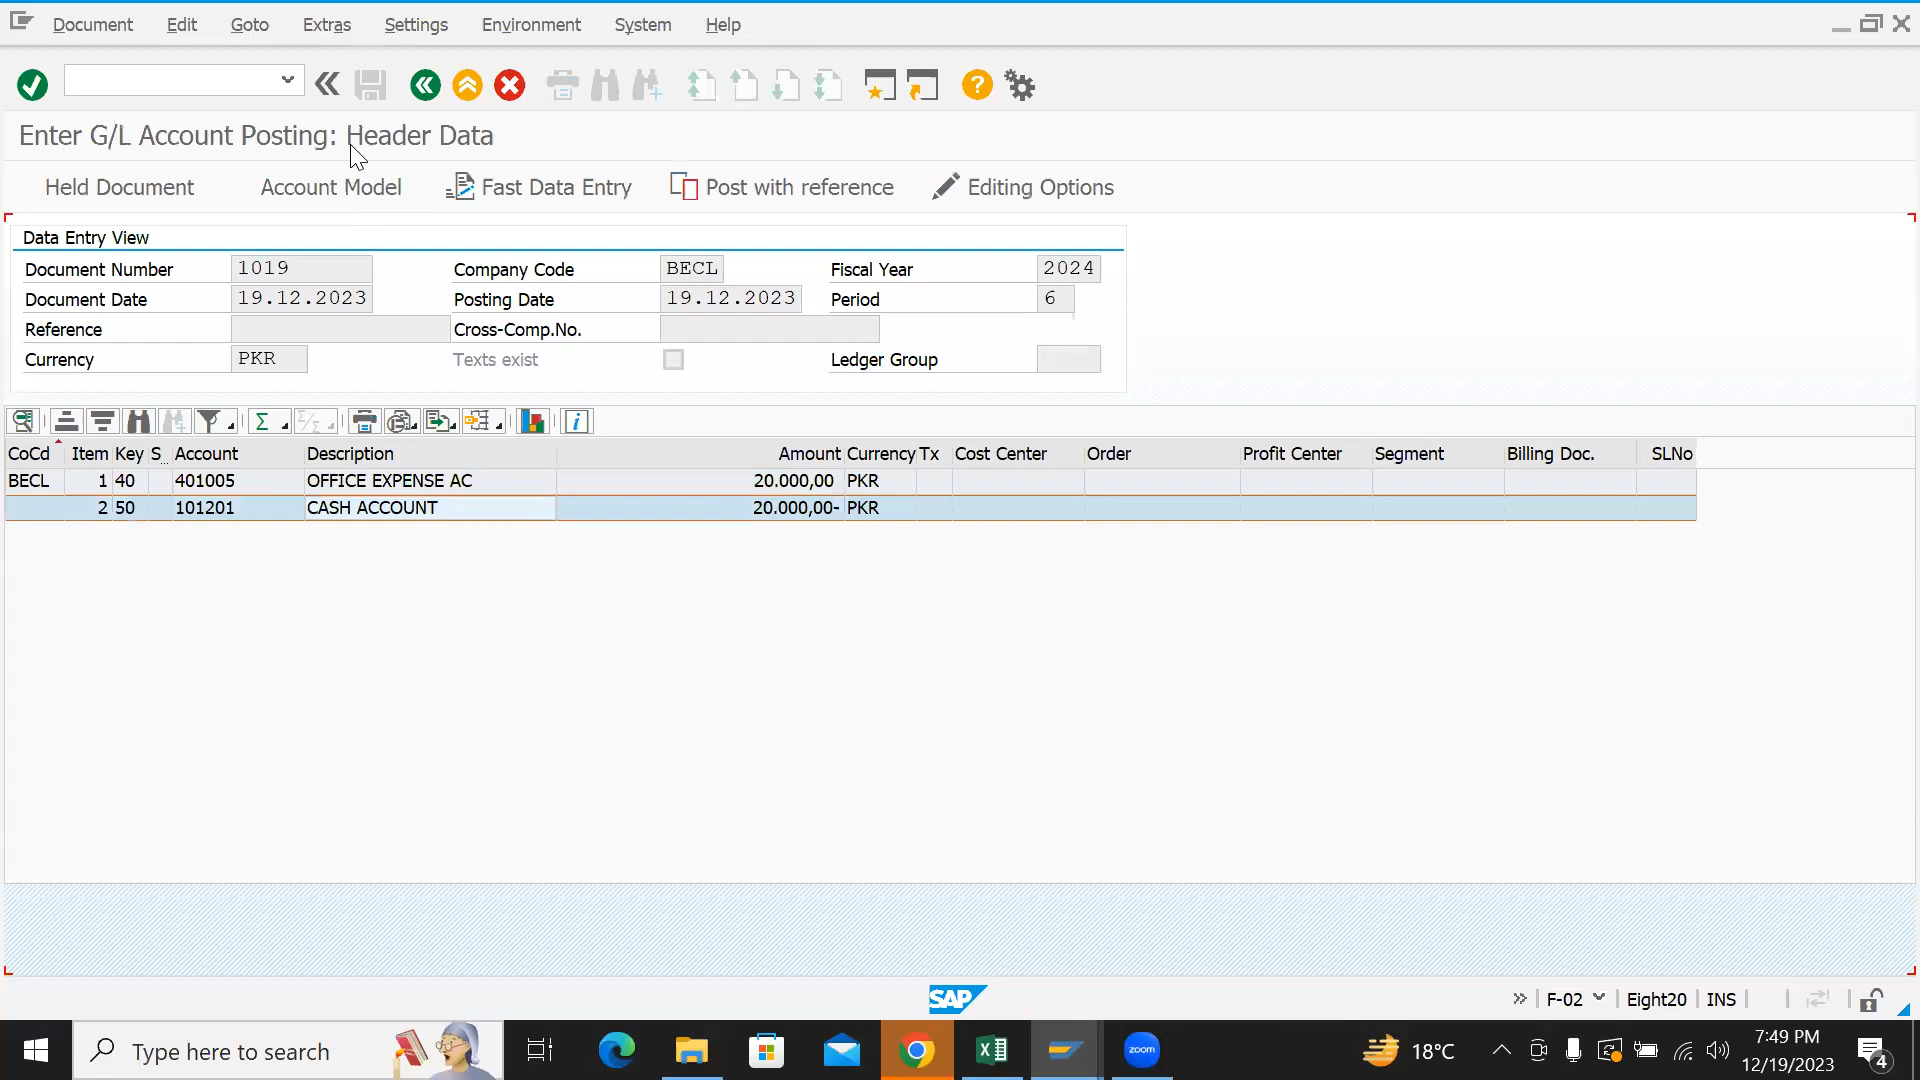 Document Edit Goto Extras Settings Environment System Help
Enter G/L Account Posting: Header Data
Held Document Account Model Fast Data Entry Post with reference Editing Options
Data Entry View
Document Number 1019 Company Code BECL Fiscal Year 2024
Document Date 19.12.2023 Posting Date 19.12.2023 Period 6
Reference Cross-Comp.No.
Currency PKR Texts exist Ledger Group
CoCd Item Key S.. Account Description Amount Currency Tx Cost Center Order Profit Center Segment Billing Doc. SLNo
BECL 1 40 401005 OFFICE EXPENSE AC 20.000,00 PKR
2 50 101201 CASH ACCOUNT 20.000,00- PKR
SAP F-02 Eight20 INS
Type here to search zoom 18°C 7:49 PM
12/19/2023 4